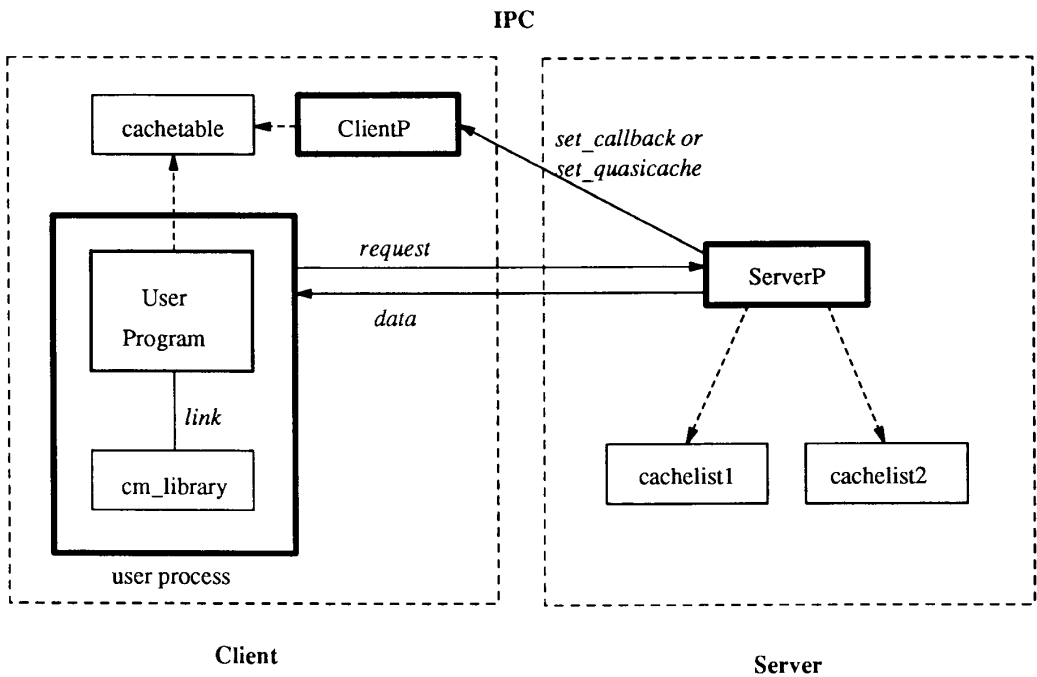 IPC
cachetable
ClientP
set_callback or
set_quasicache
request
ServerP
User
Program
data
link
cm_library
cachelist1
cachelist2
user process
Client
Server